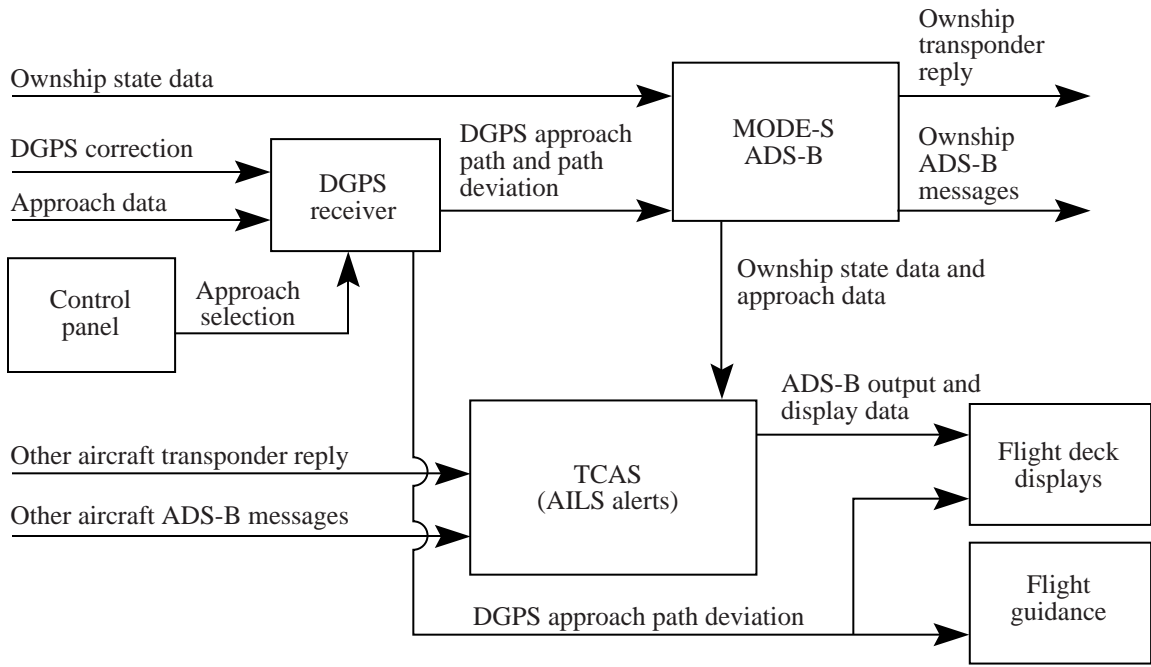 Ownship state data
DGPS correction
Approach data
Control
panel
Approach
selection
DGPS
receiver
DGPS approach
path and path
deviation
MODE-S
ADS-B
Ownship
transponder
reply
Ownship
ADS-B
messages
Ownship state data and
approach data
Other aircraft transponder reply
Other aircraft ADS-B messages
TCAS
(AILS alerts)
ADS-B output and
display data
Flight deck
displays
DGPS approach path deviation
Flight
guidance